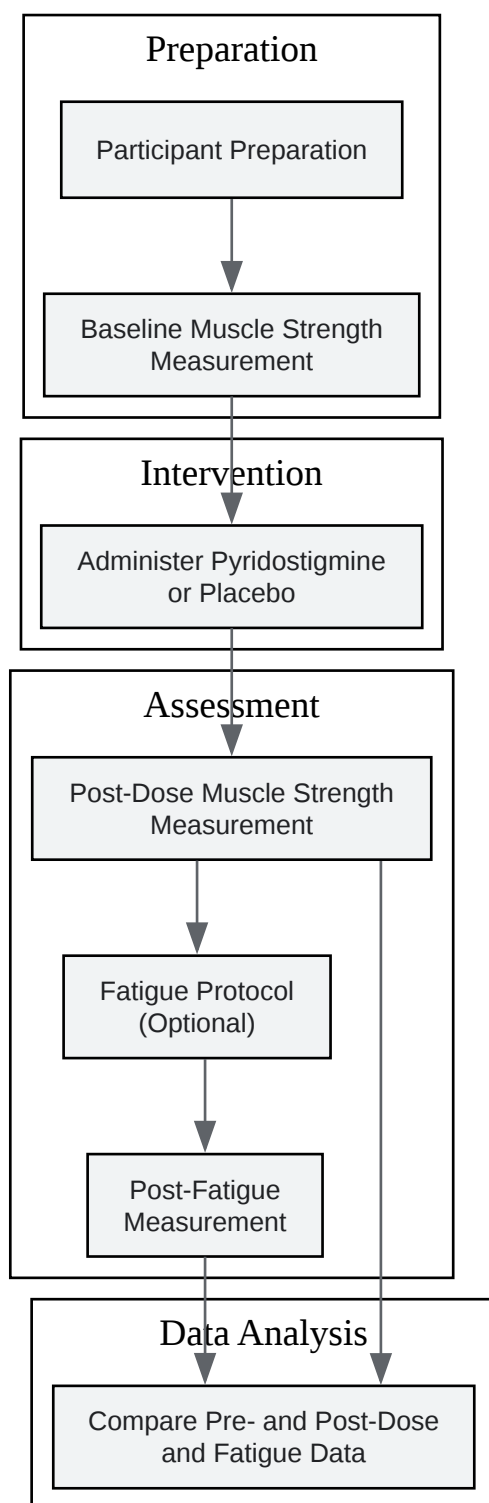 Preparation
Participant Preparation
Baseline Muscle Strength
Measurement
Intervention
Administer Pyridostigmine
or Placebo
Assessment
Post-Dose Muscle Strength
Measurement
Fatigue Protocol
(Optional)
Post-Fatigue
Measurement
Data Analysis
Compare Pre- and Post-Dose
and Fatigue Data